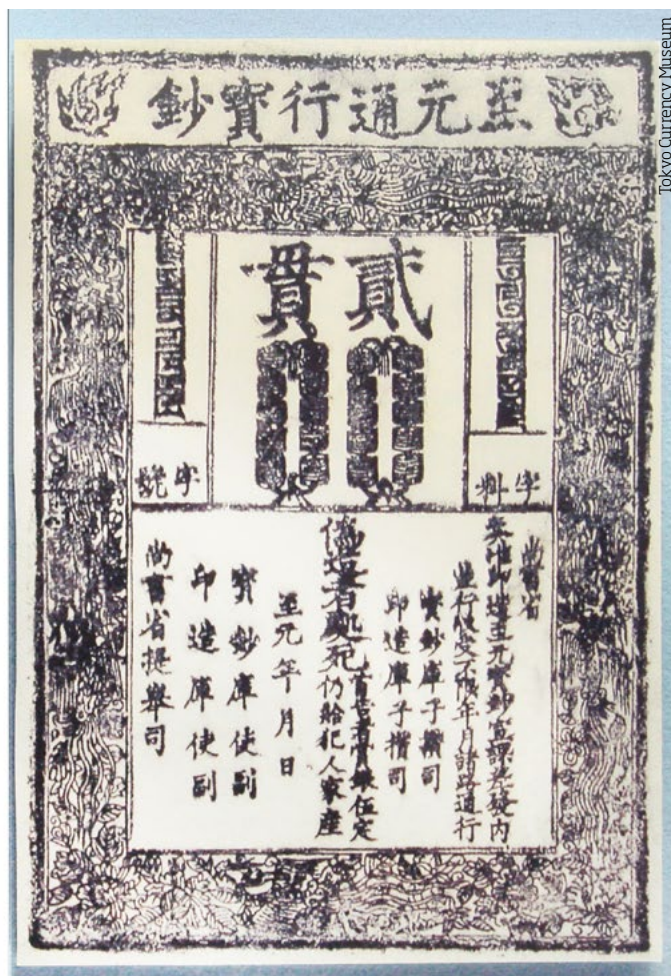 至元通行寶鈔
貳貫
字料
字號
尚書省
奏准印造至元寶鈔宣課差發內
並行收受不限年月諸路通行
寶鈔庫子攢司
印造庫子攢司
偽造者處死
首告者賞銀伍定
仍給犯人家產
至元年月日
寶鈔庫使副
印造庫使副
尚書省提舉司
Tokyo Currency Museum